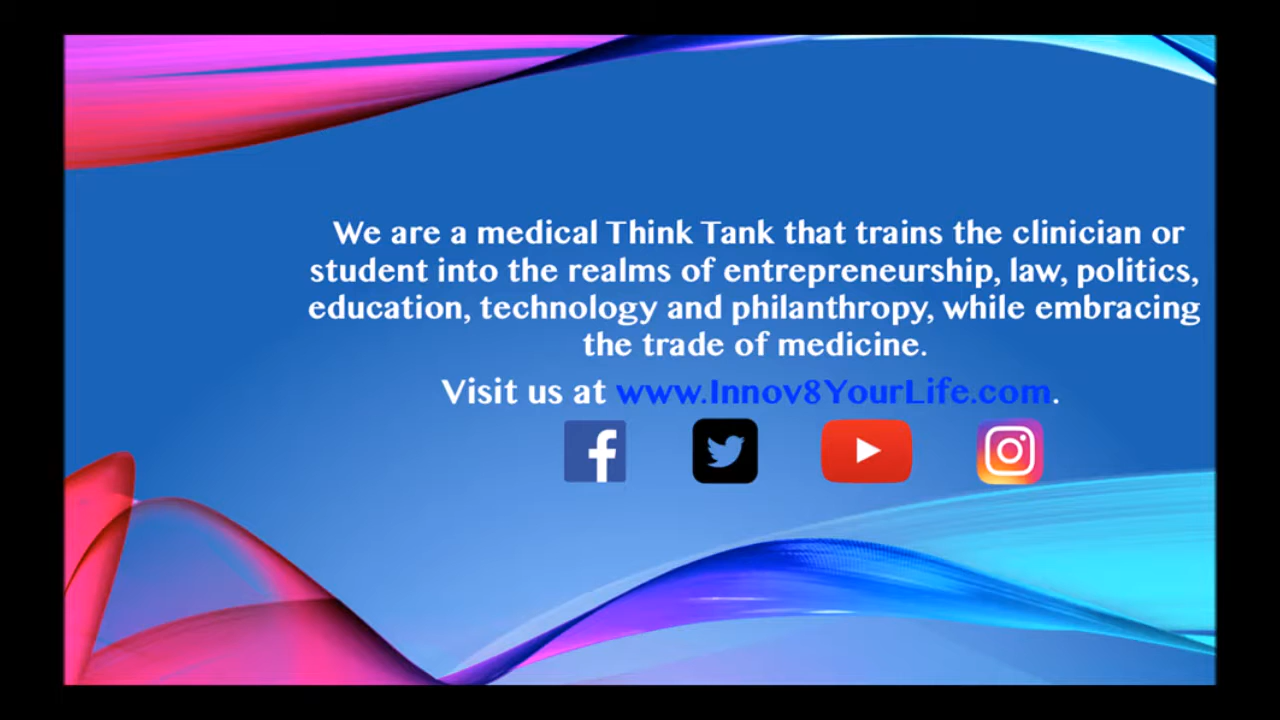 We are a medical Think Tank that trains the clinician or
student into the realms of entrepreneurship, law, politics,
education, technology and philanthropy, while embracing
the trade of medicine.
Visit us at www.Innov8YourLife.com.